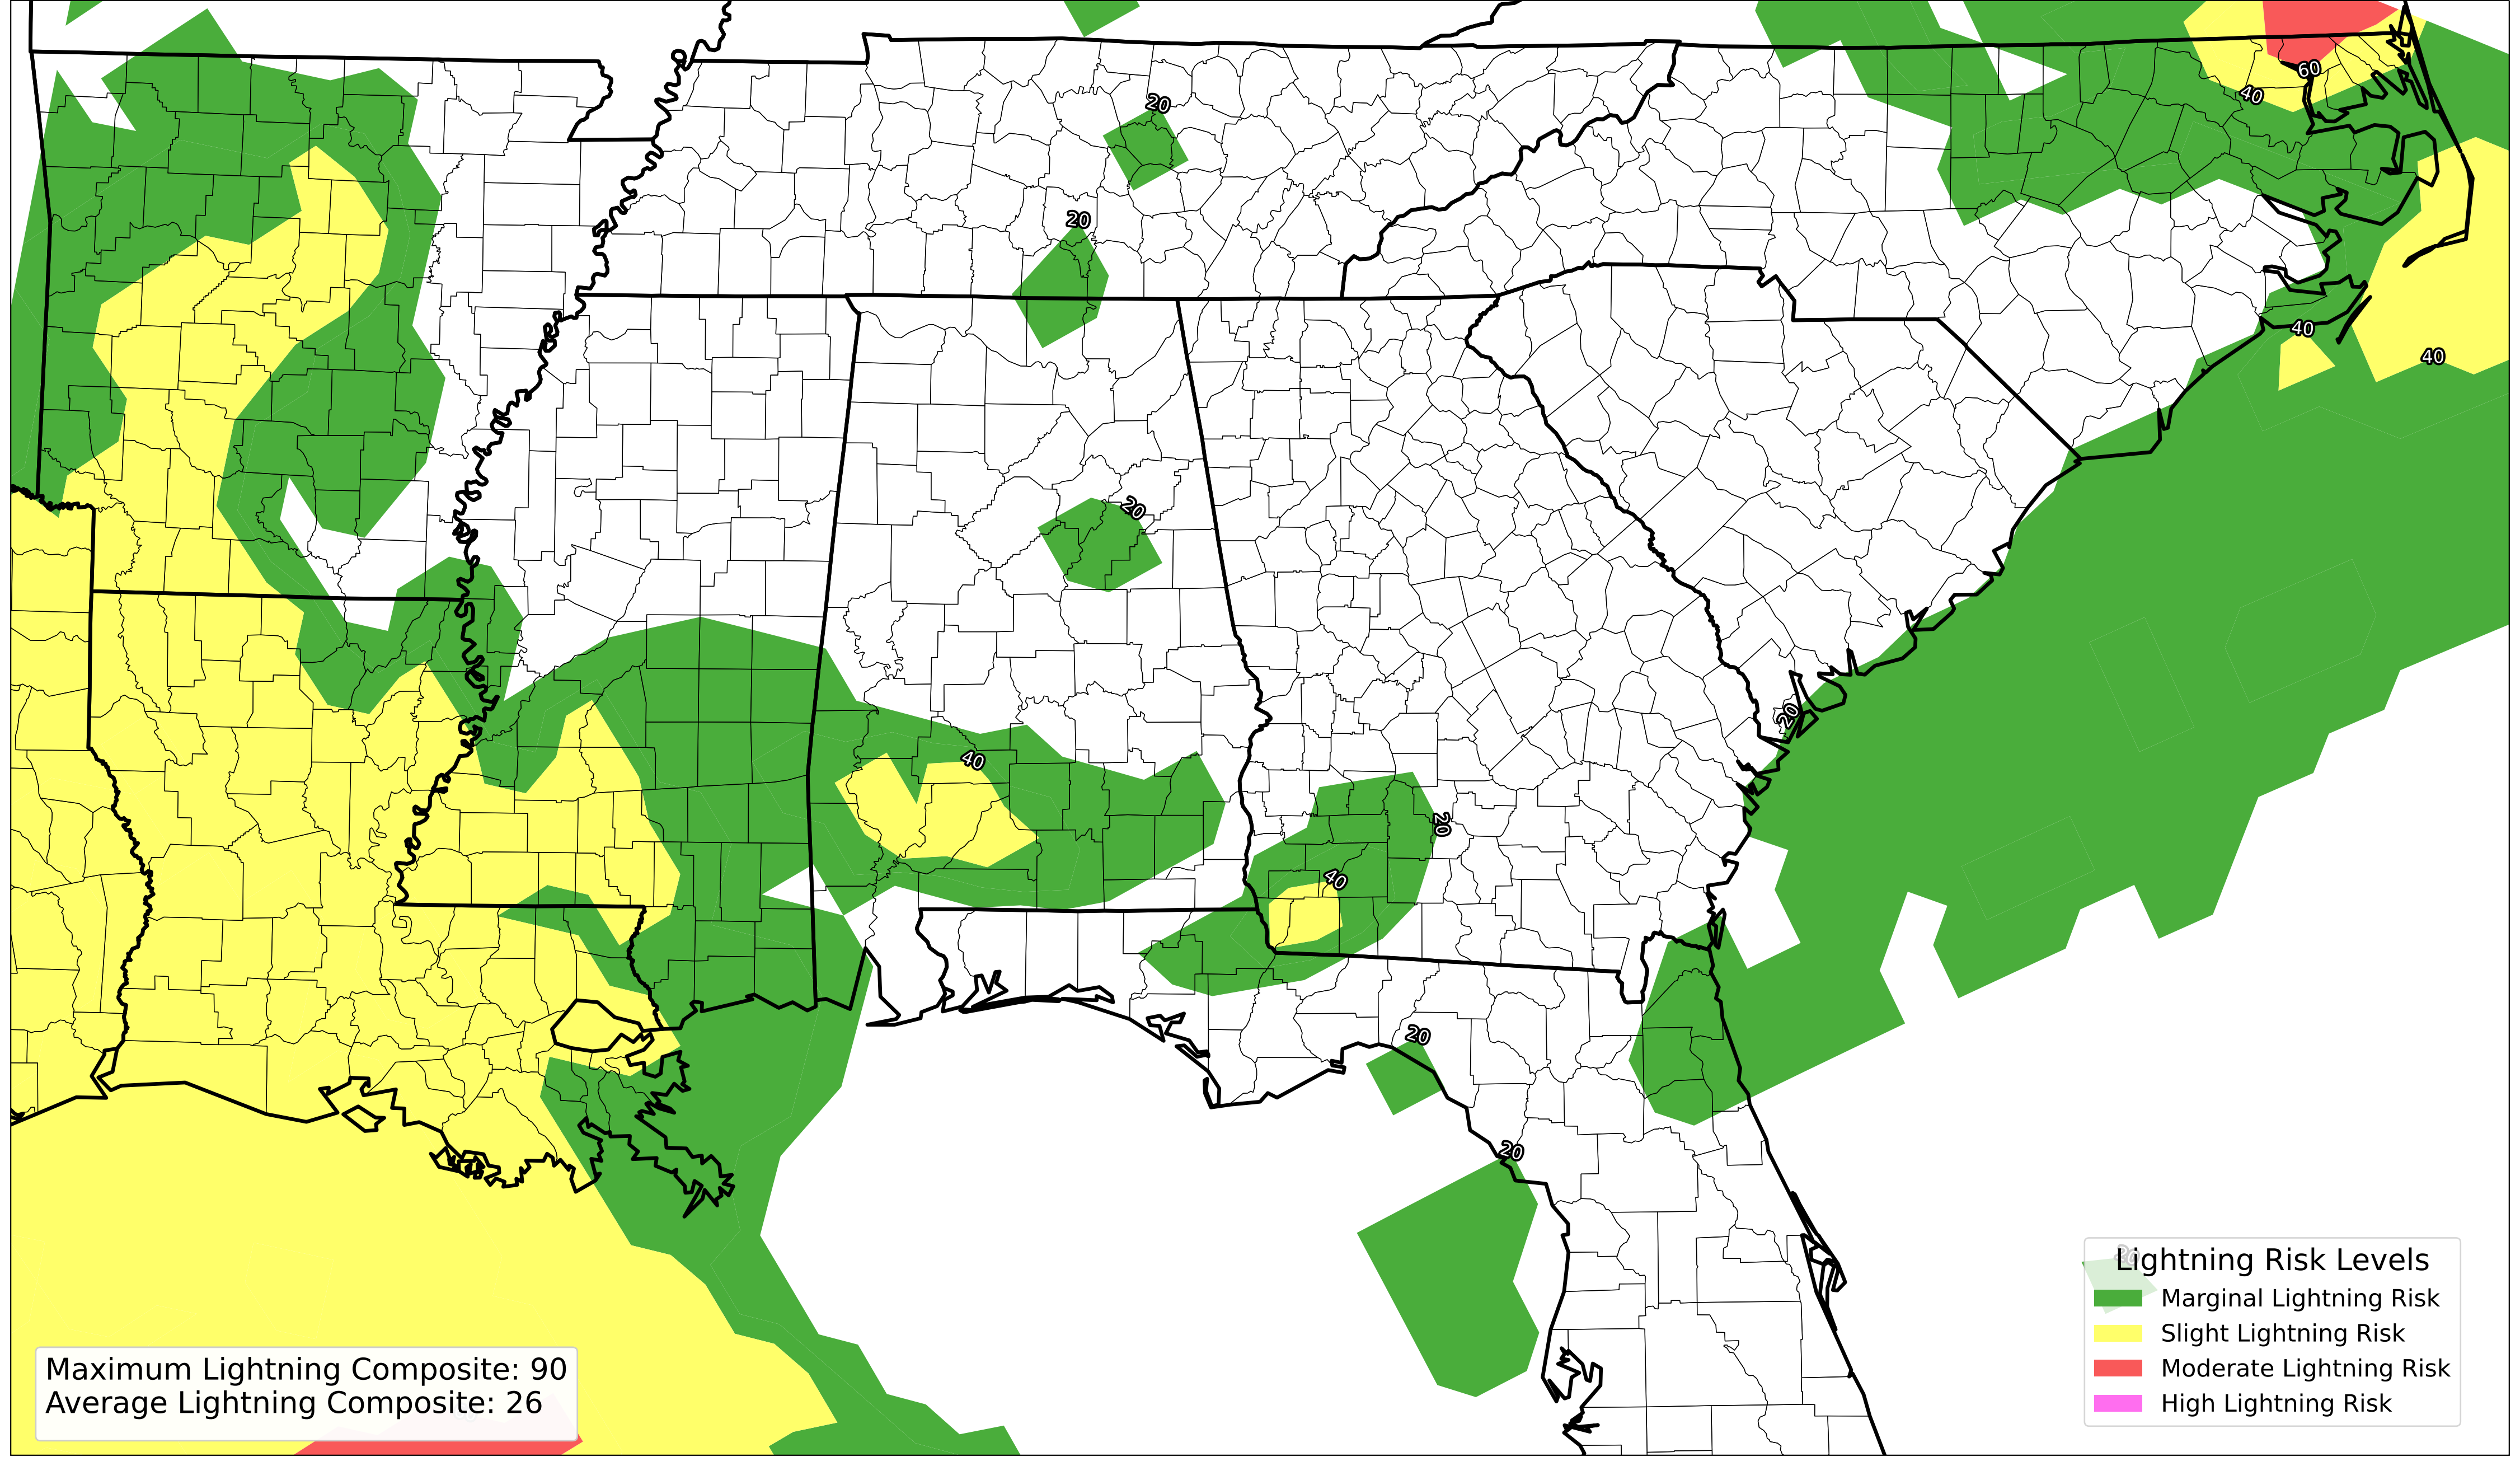 60
40
20
20
40
40
20
20
40
20
40
20
20
20
Lightning Risk Levels
Marginal Lightning Risk
Slight Lightning Risk
Moderate Lightning Risk
High Lightning Risk
Maximum Lightning Composite: 90
Average Lightning Composite: 26